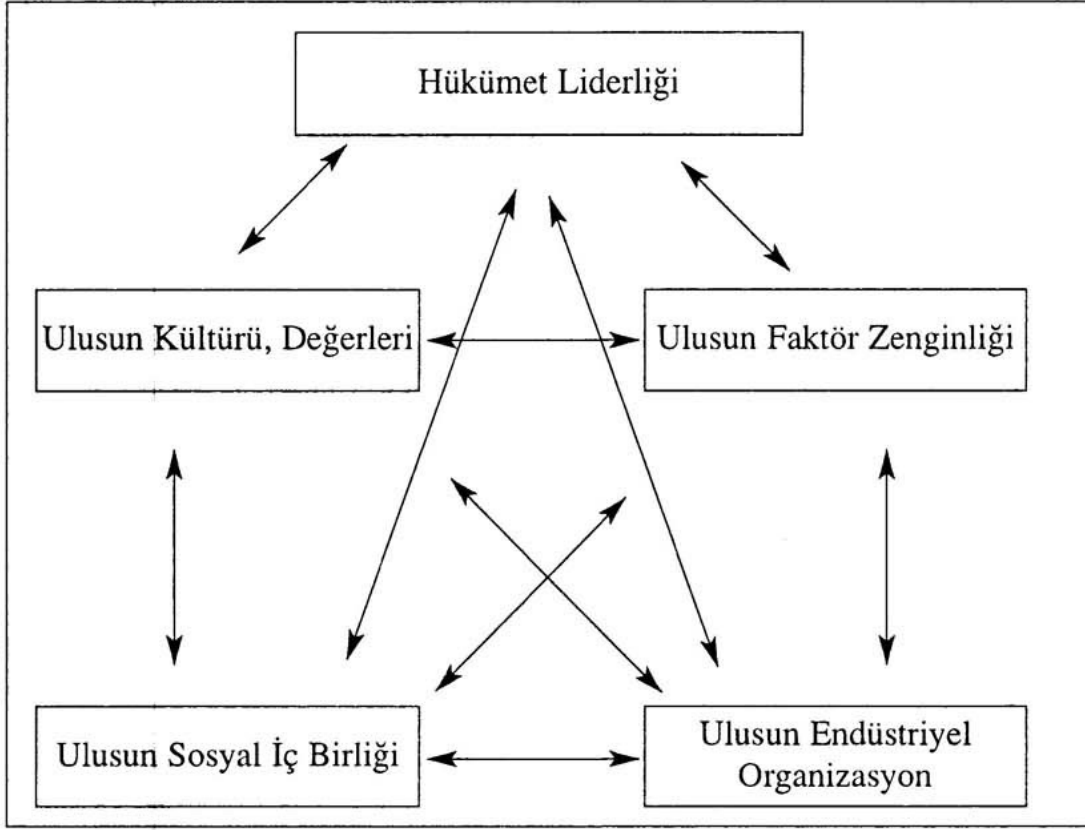 Hükümet Liderliği
Ulusun Kültürü, Değerleri
Ulusun Faktör Zenginliği
Ulusun Sosyal İç Birliği
Ulusun Endüstriyel
Organizasyon